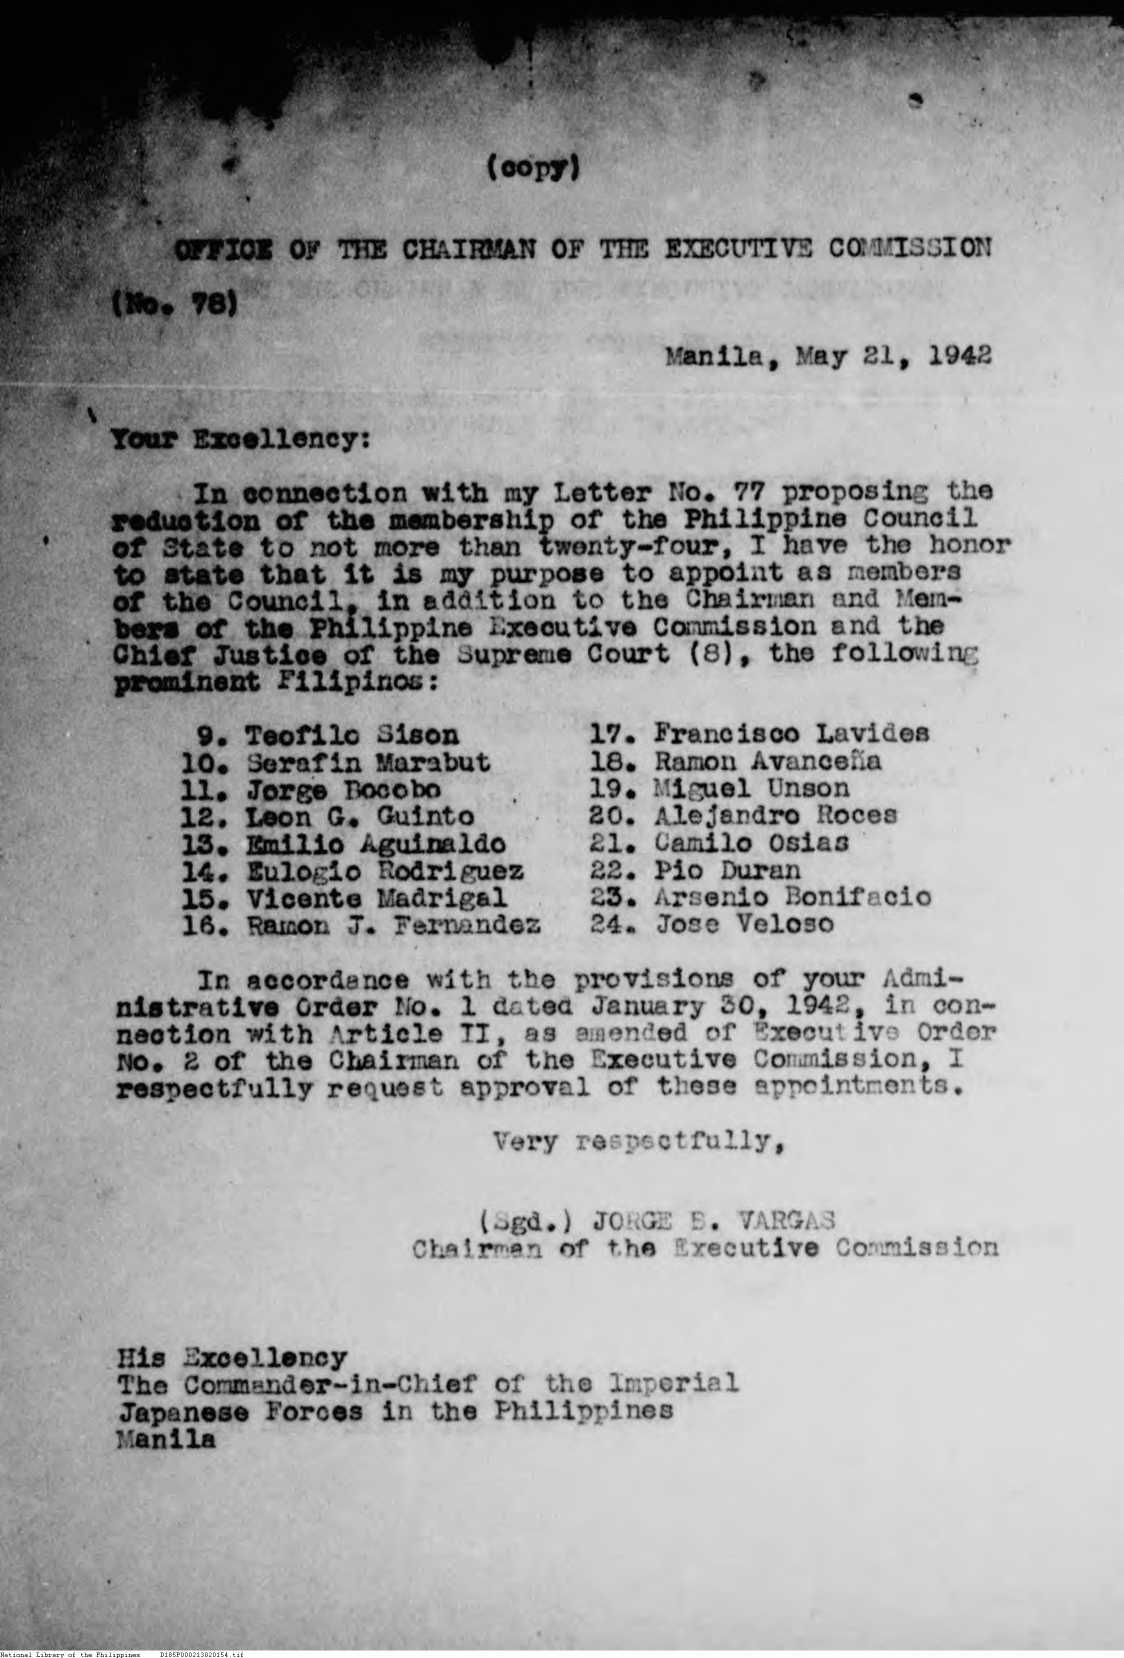 (copy)
OFFICE OF THE CHAIRMAN OF THE EXECUTIVE COMMISSION
(No. 78)
Manila, May 21, 1942
Your Excellency:
In connection with my Letter No. 77 proposing the
reduction of the membership of the Philippine Council
of State to not more than twenty-four, I have the honor
to state that it is my purpose to appoint as members
of the Council, in addition to the Chairman and Mem-
bers of the Philippine Executive Commission and the
Chief Justice of the Supreme Court (8), the following
prominent Filipinos:
9. Teofilo Sison
10. Serafin Marabut
11. Jorge Bocobo
12. Leon G. Guinto
13. Emilio Aguinaldo
14. Eulogio Rodriguez
15. Vicente Madrigal
16. Ramon J. Fernandez
17. Francisco Lavides
18. Ramon Avanceña
19. Miguel Unson
20. Alejandro Roces
21. Camilo Osias
22. Pio Duran
23. Arsenio Bonifacio
24. Jose Veloso
In accordance with the provisions of your Admi-
nistrative Order No. 1 dated January 30, 1942, in con-
nection with Article II, as amended of Executive Order
No. 2 of the Chairman of the Executive Commission, I
respectfully request approval of these appointments.
Very respectfully,
(Sgd.) JORGE B. VARGAS
Chairman of the Executive Commission
His Excellency
The Commander-in-Chief of the Imperial
Japanese Forces in the Philippines
Manila
National Library of the Philippines D185P000213820154.tif